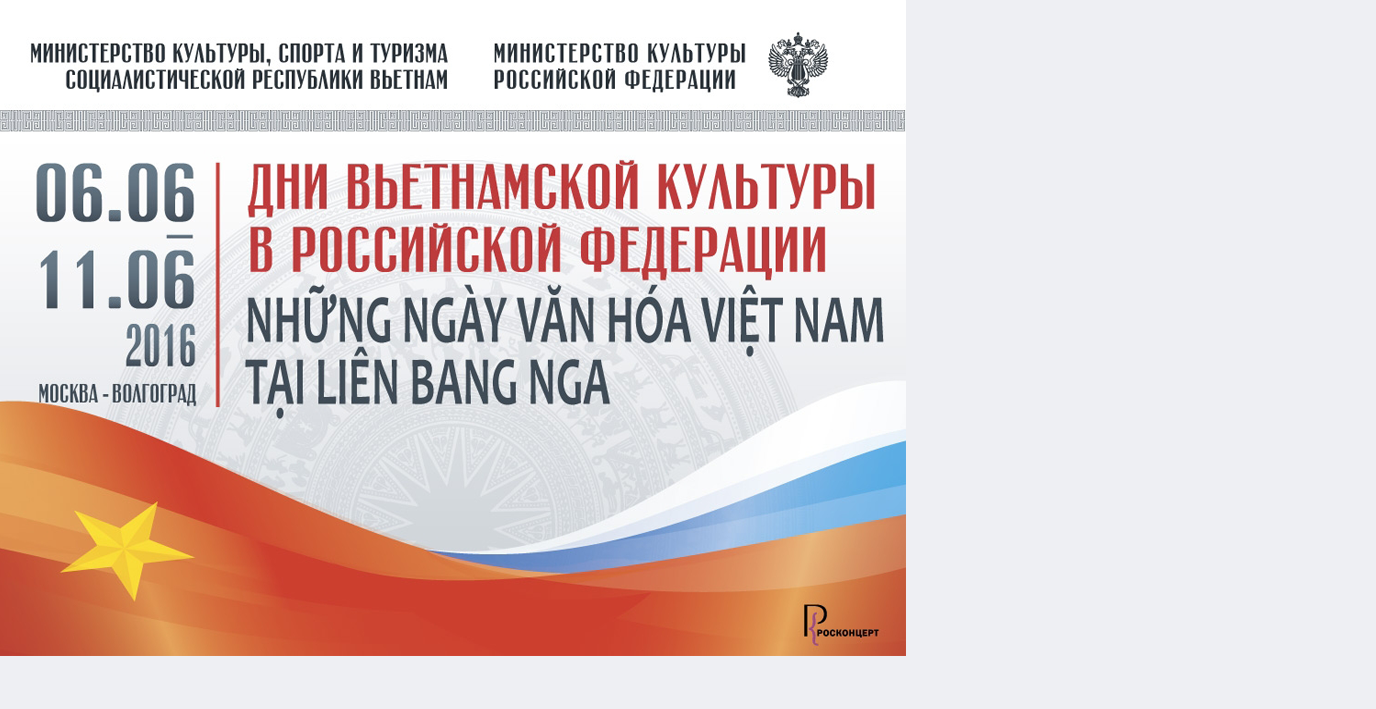 МИНИСТЕРСТВО КУЛЬТУРЫ, СПОРТА И ТУРИЗМА
СОЦИАЛИСТИЧЕСКОЙ РЕСПУБЛИКИ ВЬЕТНАМ
МИНИСТЕРСТВО КУЛЬТУРЫ
РОССИЙСКОЙ ФЕДЕРАЦИИ
06.06
–
11.06
2016
МОСКВА - ВОЛГОГРАД
ДНИ ВЬЕТНАМСКОЙ КУЛЬТУРЫ
В РОССИЙСКОЙ ФЕДЕРАЦИИ
NHỮNG NGÀY VĂN HÓA VIỆT NAM
TẠI LIÊN BANG NGA
РОСКОНЦЕРТ